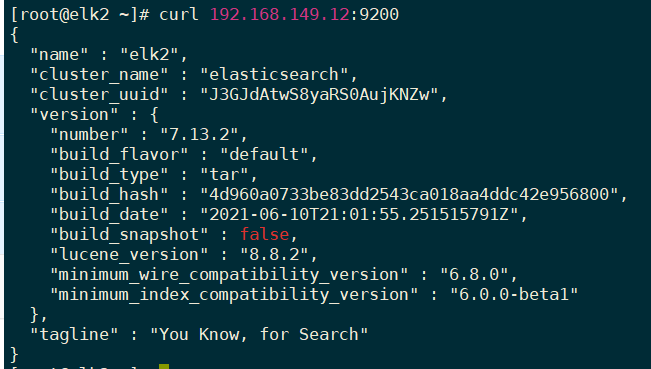 [root@elk2 ~]# curl 192.168.149.12:9200
{
  "name" : "elk2",
  "cluster_name" : "elasticsearch",
  "cluster_uuid" : "J3GJdAtwS8yaRS0AujKNZw",
  "version" : {
    "number" : "7.13.2",
    "build_flavor" : "default",
    "build_type" : "tar",
    "build_hash" : "4d960a0733be83dd2543ca018aa4ddc42e956800",
    "build_date" : "2021-06-10T21:01:55.251515791Z",
    "build_snapshot" : false,
    "lucene_version" : "8.8.2",
    "minimum_wire_compatibility_version" : "6.8.0",
    "minimum_index_compatibility_version" : "6.0.0-beta1"
  },
  "tagline" : "You Know, for Search"
}